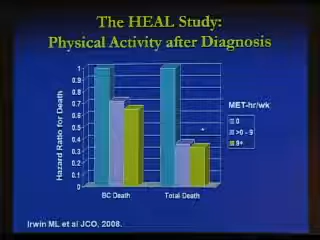 The HEAL Study:
Physical Activity after Diagnosis
Hazard Ratio for Death
1
0.9
0.8
0.7
0.6
0.5
0.4
0.3
0.2
0.1
0
BC Death
Total Death
MET-hr/wk
0
>0 - 9
9+
Irwin ML et al JCO, 2008.